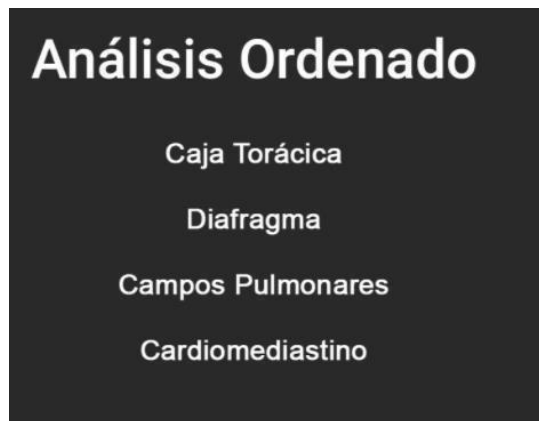 Análisis Ordenado
Caja Torácica
Diafragma
Campos Pulmonares
Cardiomediastino